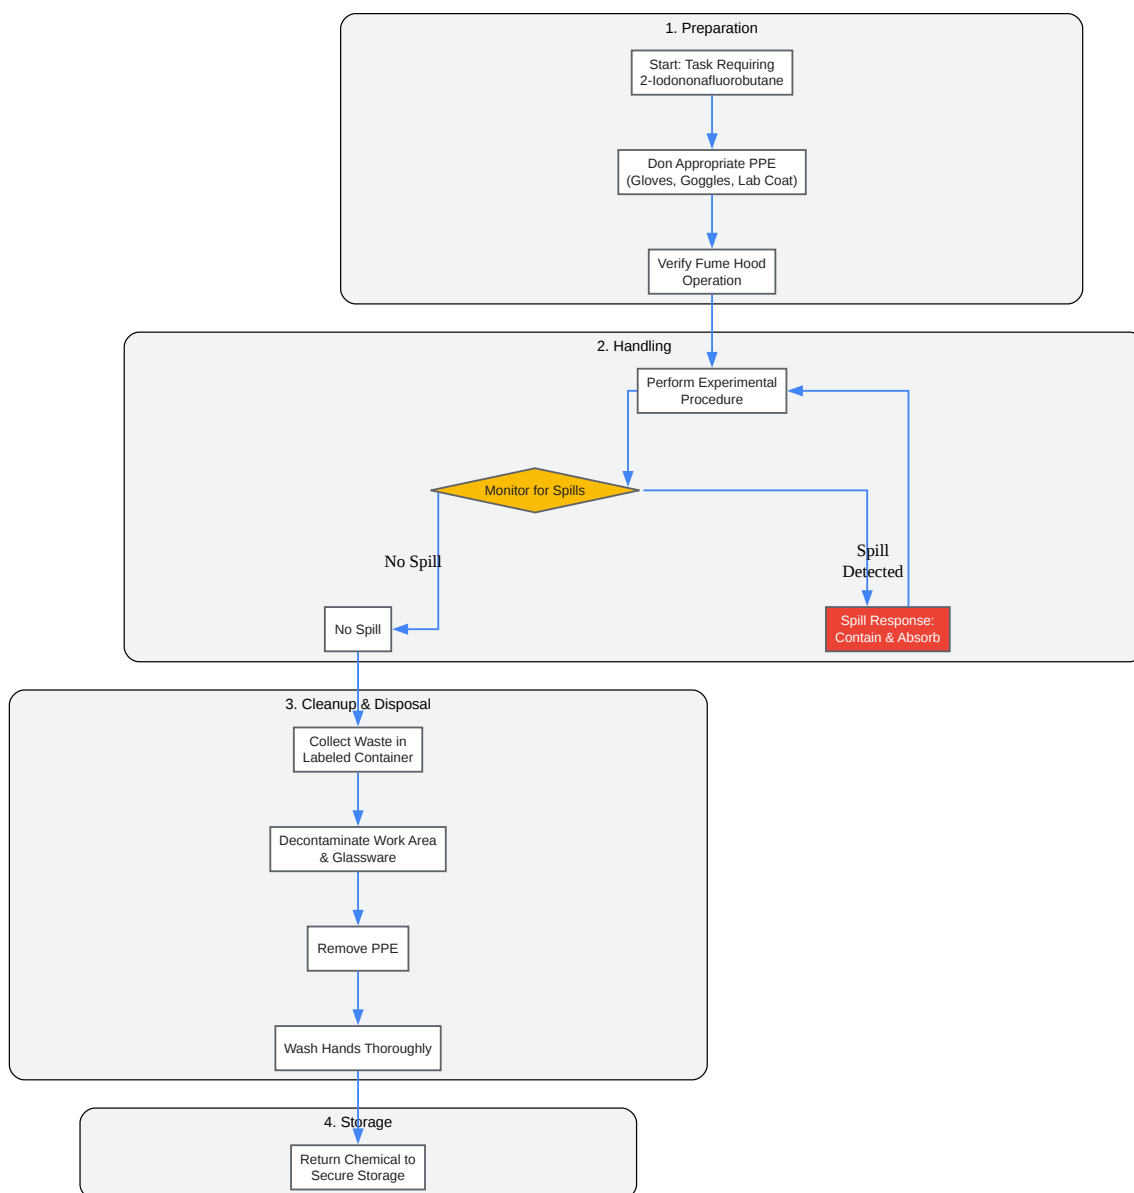 1. Preparation
Start: Task Requiring
2-Iodononafluorobutane
Don Appropriate PPE
(Gloves, Goggles, Lab Coat)
Verify Fume Hood
Operation
2. Handling
Perform Experimental
Procedure
Monitor for Spills
No Spill
Spill
Detected
No Spill
Spill Response:
Contain & Absorb
3. Cleanup & Disposal
Collect Waste in
Labeled Container
Decontaminate Work Area
& Glassware
Remove PPE
Wash Hands Thoroughly
4. Storage
Return Chemical to
Secure Storage